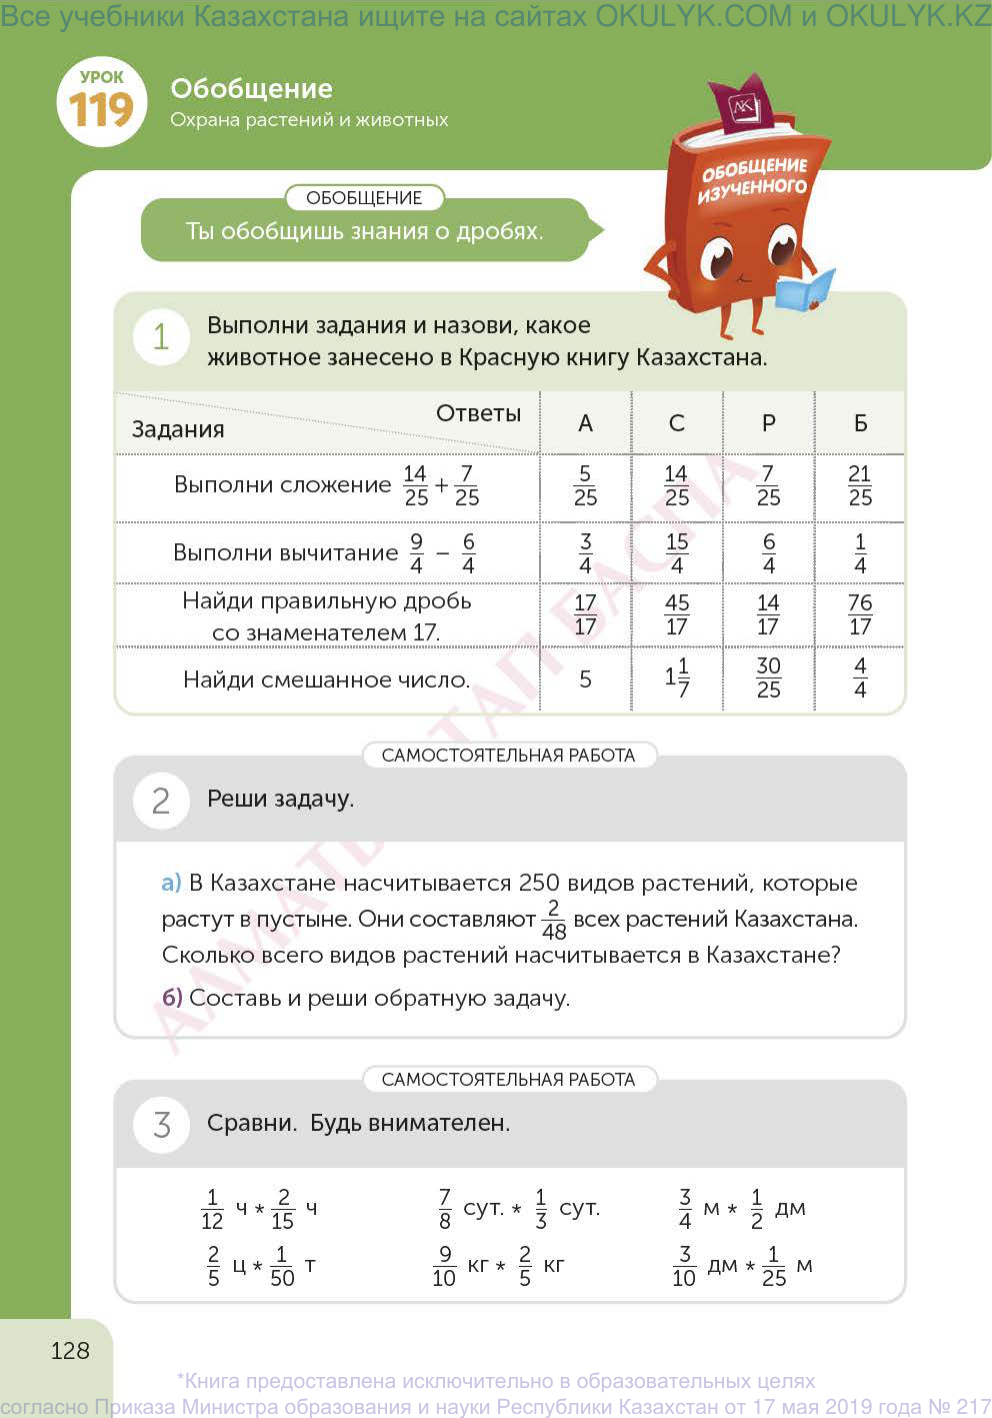 Все учебники Казахстана ищите на сайтах OKULYK.COM и OKULYK.KZ
УРОК
119
Обобщение
Охрана растений и животных
АК
ОБОБЩЕНИЕ
ИЗУЧЕННОГО
ОБОБЩЕНИЕ
Ты обобщишь знания о дробях.
1
Выполни задания и назови, какое
животное занесено в Красную книгу Казахстана.
Задания Ответы А С Р Б
Выполни сложение 14/25 + 7/25 5/25 14/25 7/25 21/25
Выполни вычитание 9/4 – 6/4 3/4 15/4 6/4 1/4
Найди правильную дробь
со знаменателем 17. 17/17 45/17 14/17 76/17
Найди смешанное число. 5 1 1/7 30/25 4/4
САМОСТОЯТЕЛЬНАЯ РАБОТА
2 Реши задачу.
а) В Казахстане насчитывается 250 видов растений, которые
растут в пустыне. Они составляют 2/48 всех растений Казахстана.
Сколько всего видов растений насчитывается в Казахстане?
б) Составь и реши обратную задачу.
САМОСТОЯТЕЛЬНАЯ РАБОТА
3 Сравни. Будь внимателен.
1/12 ч * 2/15 ч 7/8 сут. * 1/3 сут. 3/4 м * 1/2 дм
2/5 ц * 1/50 т 9/10 кг * 2/5 кг 3/10 дм * 1/25 м
128
*Книга предоставлена исключительно в образовательных целях
согласно Приказа Министра образования и науки Республики Казахстан от 17 мая 2019 года № 217